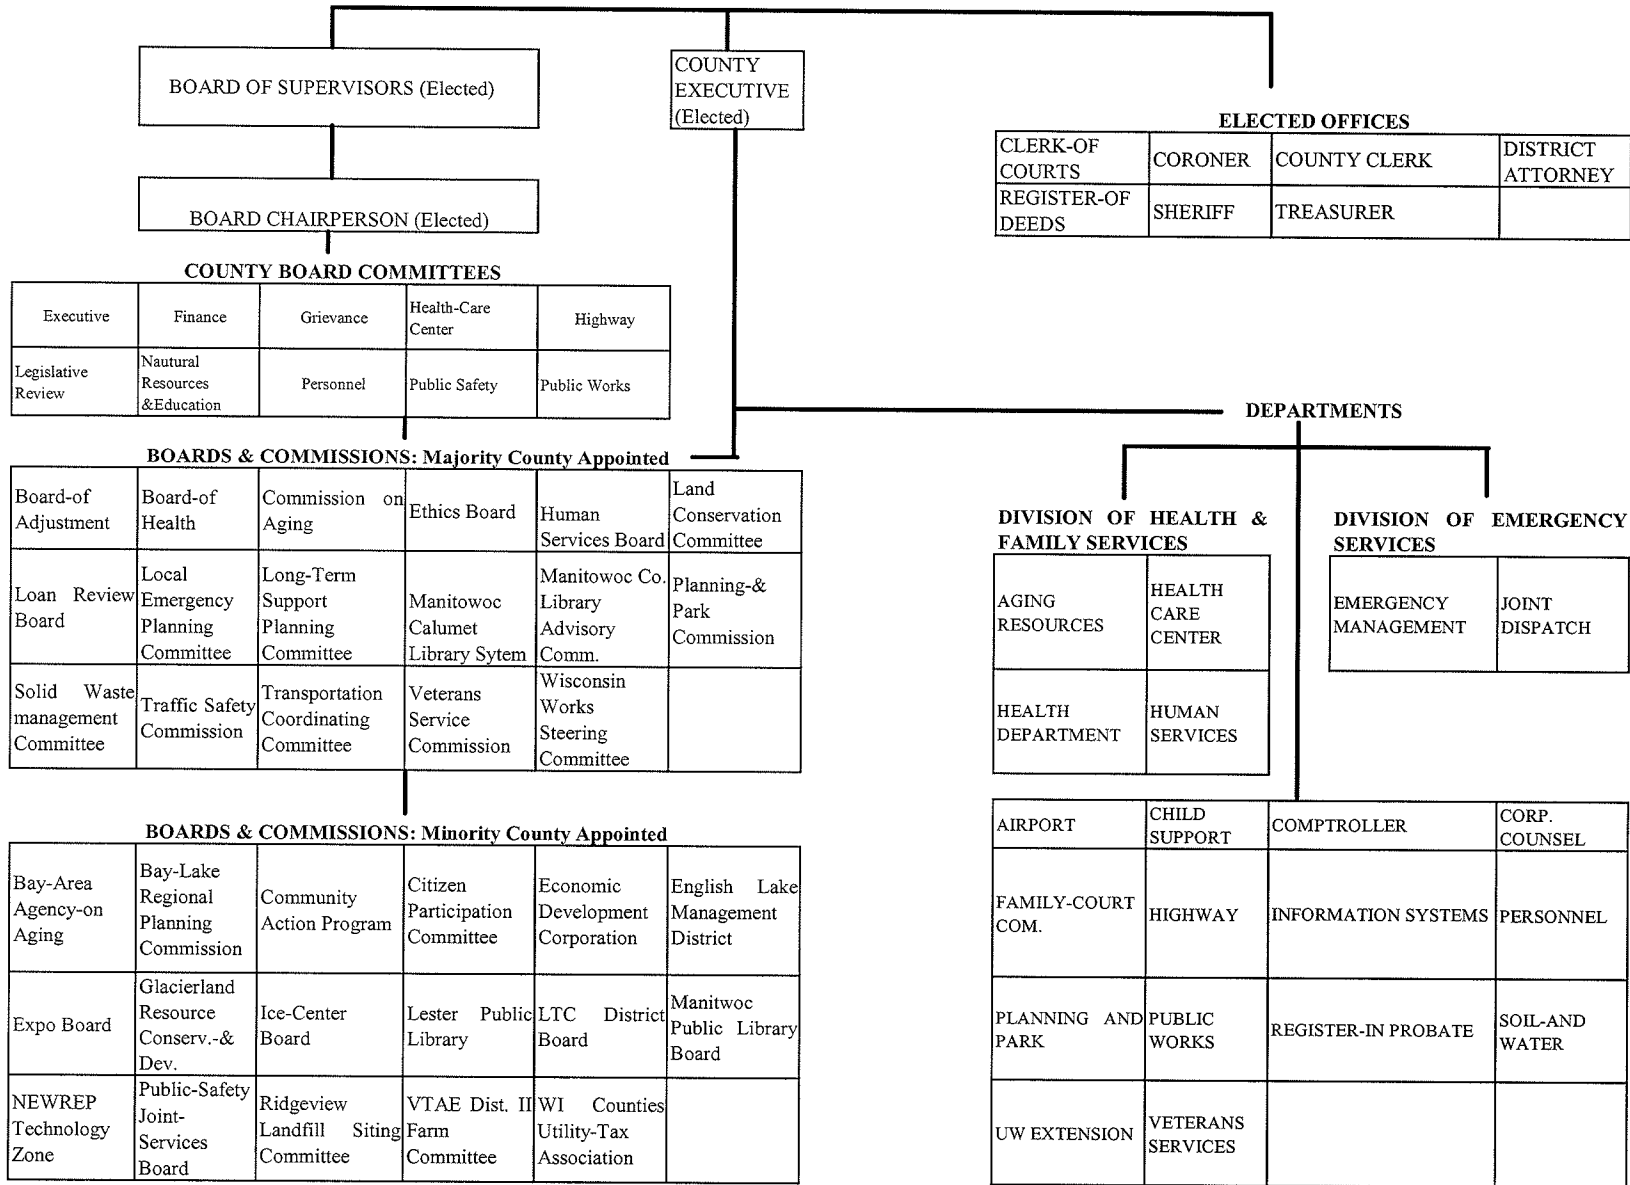 BOARD OF SUPERVISORS (Elected)
COUNTY
EXECUTIVE
(Elected)
ELECTED OFFICES
CLERK-OF
COURTS
CORONER
COUNTY CLERK
DISTRICT
ATTORNEY
REGISTER-OF
DEEDS
SHERIFF
TREASURER
BOARD CHAIRPERSON (Elected)
COUNTY BOARD COMMITTEES
Executive
Finance
Grievance
Health-Care
Center
Highway
Legislative
Review
Nautural
Resources
&Education
Personnel
Public Safety
Public Works
BOARDS & COMMISSIONS: Majority County Appointed
Board-of
Adjustment
Board-of
Health
Commission on
Aging
Ethics Board
Human
Services Board
Land
Conservation
Committee
Loan Review
Board
Local
Emergency
Planning
Committee
Long-Term
Support
Planning
Committee
Manitowoc
Calumet
Library Sytem
Manitowoc Co.
Library
Advisory
Comm.
Planning-&
Park
Commission
Solid Waste
management
Committee
Traffic Safety
Commission
Transportation
Coordinating
Committee
Veterans
Service
Commission
Wisconsin
Works
Steering
Committee
BOARDS & COMMISSIONS: Minority County Appointed
Bay-Area
Agency-on
Aging
Bay-Lake
Regional
Planning
Commission
Community
Action Program
Citizen
Participation
Committee
Economic
Development
Corporation
English Lake
Management
District
Expo Board
Glacierland
Resource
Conserv.-&
Dev.
Ice-Center
Board
Lester Public
Library
LTC District
Board
Manitwoc
Public Library
Board
NEWREP
Technology
Zone
Public-Safety
Joint-
Services
Board
Ridgeview
Landfill Siting
Committee
VTAE Dist. II
Farm
Committee
WI Counties
Utility-Tax
Association
DEPARTMENTS
DIVISION OF HEALTH &
FAMILY SERVICES
AGING
RESOURCES
HEALTH
CARE
CENTER
HEALTH
DEPARTMENT
HUMAN
SERVICES
DIVISION OF EMERGENCY
SERVICES
EMERGENCY
MANAGEMENT
JOINT
DISPATCH
AIRPORT
CHILD
SUPPORT
COMPTROLLER
CORP.
COUNSEL
FAMILY-COURT
COM.
HIGHWAY
INFORMATION SYSTEMS
PERSONNEL
PLANNING AND
PARK
PUBLIC
WORKS
REGISTER-IN PROBATE
SOIL-AND
WATER
UW EXTENSION
VETERANS
SERVICES